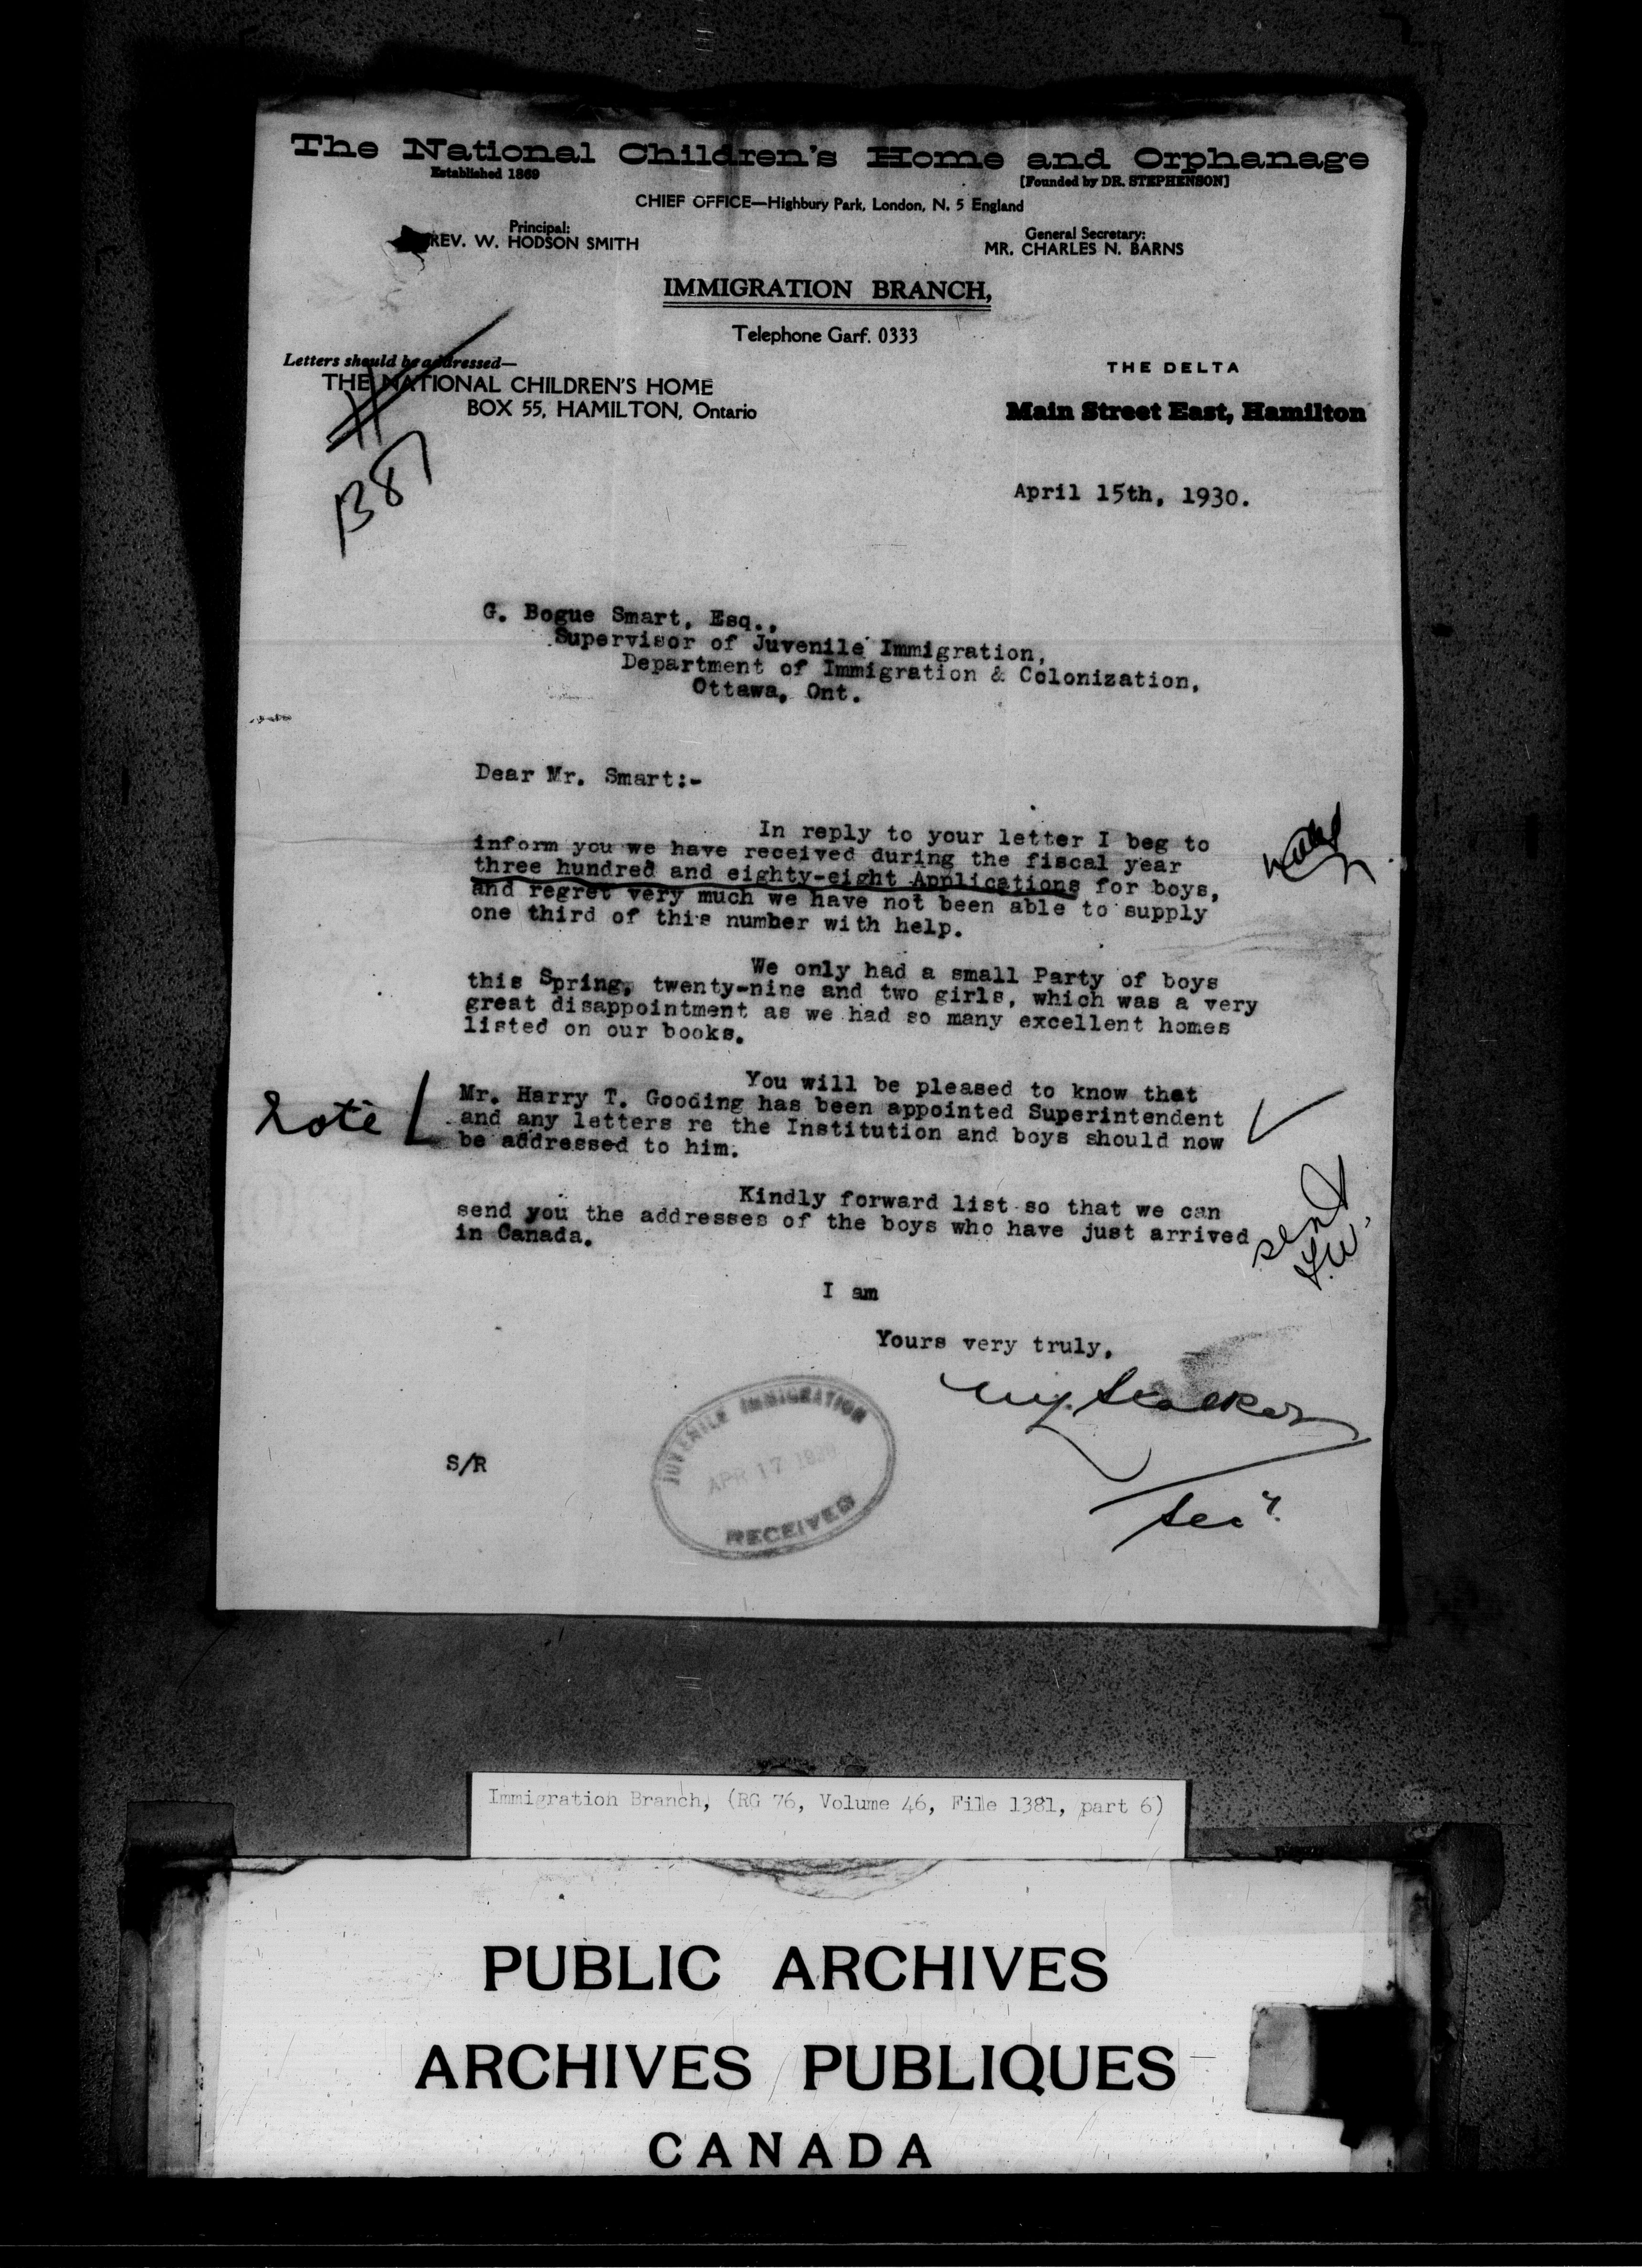 The National Children's Home and Orphanage
Established 1869
[Founded by DR. STEPHENSON]
CHIEF OFFICE—Highbury Park, London, N. 5 England
Principal:
REV. W. HODSON SMITH
General Secretary:
MR. CHARLES N. BARNS
IMMIGRATION BRANCH,
Telephone Garf. 0333
Letters should be addressed—
THE NATIONAL CHILDREN'S HOME
BOX 55, HAMILTON, Ontario
THE DELTA
Main Street East, Hamilton
April 15th, 1930.
G. Bogue Smart, Esq.,
Supervisor of Juvenile Immigration,
Department of Immigration & Colonization,
Ottawa, Ont.
Dear Mr. Smart:-
In reply to your letter I beg to
inform you we have received during the fiscal year
three hundred and eighty-eight Applications for boys,
and regret very much we have not been able to supply
one third of this number with help.
We only had a small Party of boys
this Spring, twenty-nine and two girls, which was a very
great disappointment as we had so many excellent homes
listed on our books.
You will be pleased to know that
Note
Mr. Harry T. Gooding has been appointed Superintendent
and any letters re the Institution and boys should now
be addressed to him.
Kindly forward list so that we can
send you the addresses of the boys who have just arrived
in Canada.
sent
I am
Yours very truly,
Secy.
S/R
JUVENILE IMMIGRATION
APR 17 1930
RECEIVED
Immigration Branch, (RG 76, Volume 46, File 1381, part 6)
PUBLIC ARCHIVES
ARCHIVES PUBLIQUES
CANADA